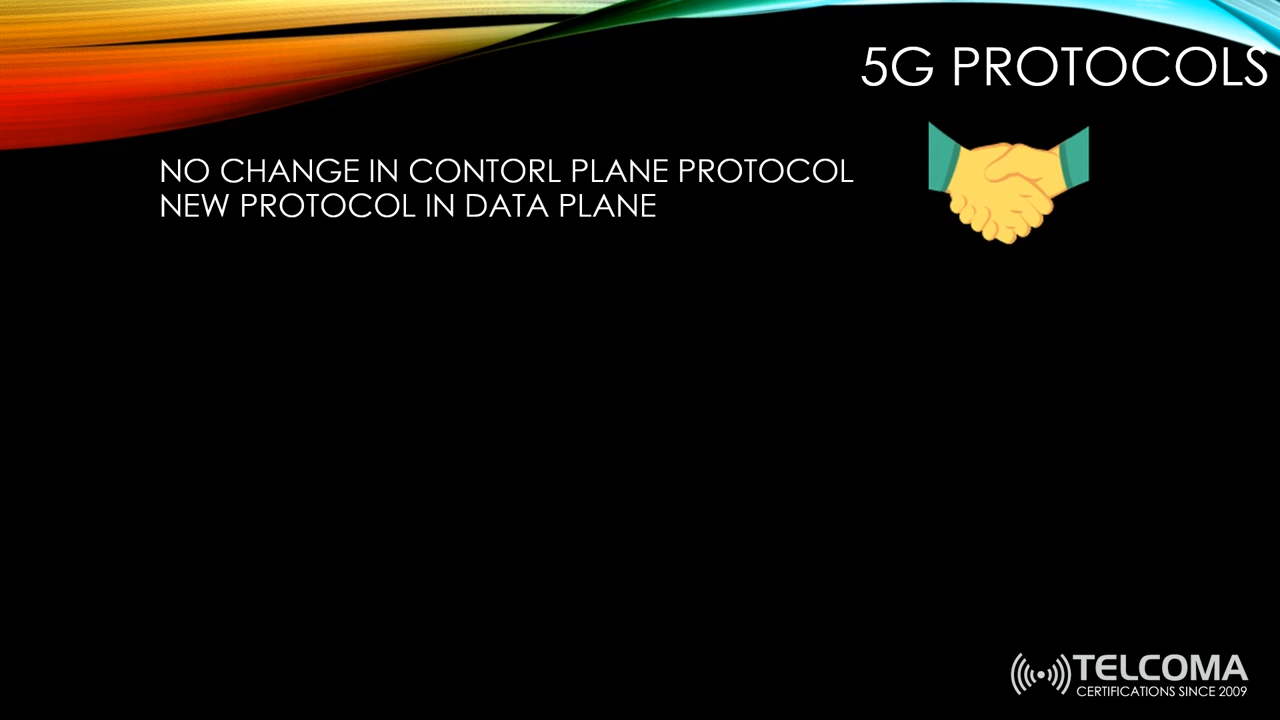 5G PROTOCOLS
NO CHANGE IN CONTORL PLANE PROTOCOL
NEW PROTOCOL IN DATA PLANE
TELCOMA
CERTIFICATIONS SINCE 2009